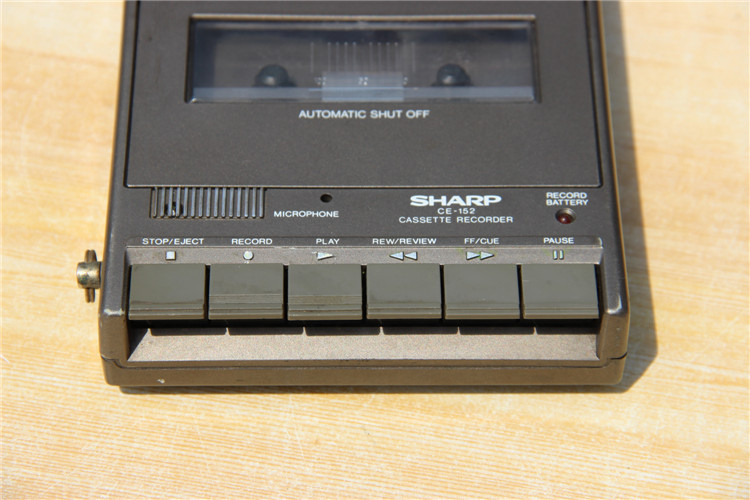 AUTOMATIC SHUT OFF
MICROPHONE
SHARP
CE-152
CASSETTE RECORDER
RECORD
BATTERY
STOP/EJECT RECORD PLAY REW/REVIEW FF/CUE PAUSE